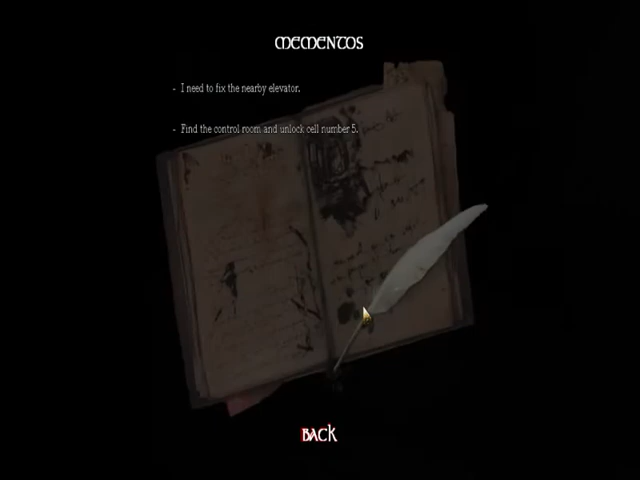 MEMENTOS
- I need to fix the nearby elevator.
- Find the control room and unlock cell number 5.
BACK